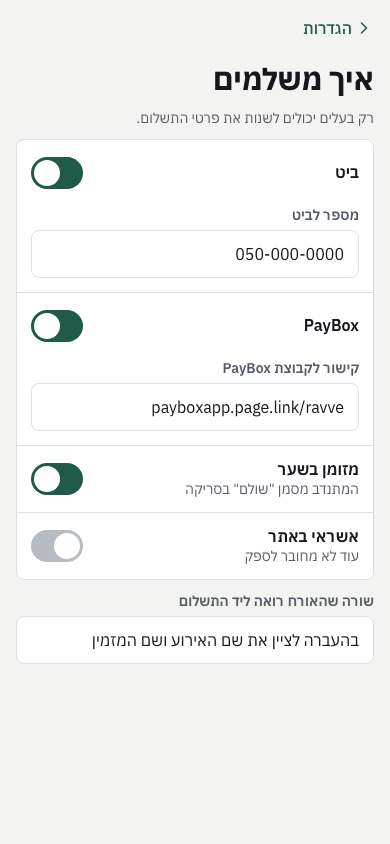 הגדרות
איך משלמים
רק בעלים יכולים לשנות את פרטי התשלום.
ביט
מספר לביט
050-000-0000
PayBox
קישור לקבוצת PayBox
payboxapp.page.link/ravve
מזומן בשער
המתנדב מסמן "שולם" בסריקה
אשראי באתר
עוד לא מחובר לספק
שורה שהאורח רואה ליד התשלום
בהעברה לציין את שם האירוע ושם המזמין